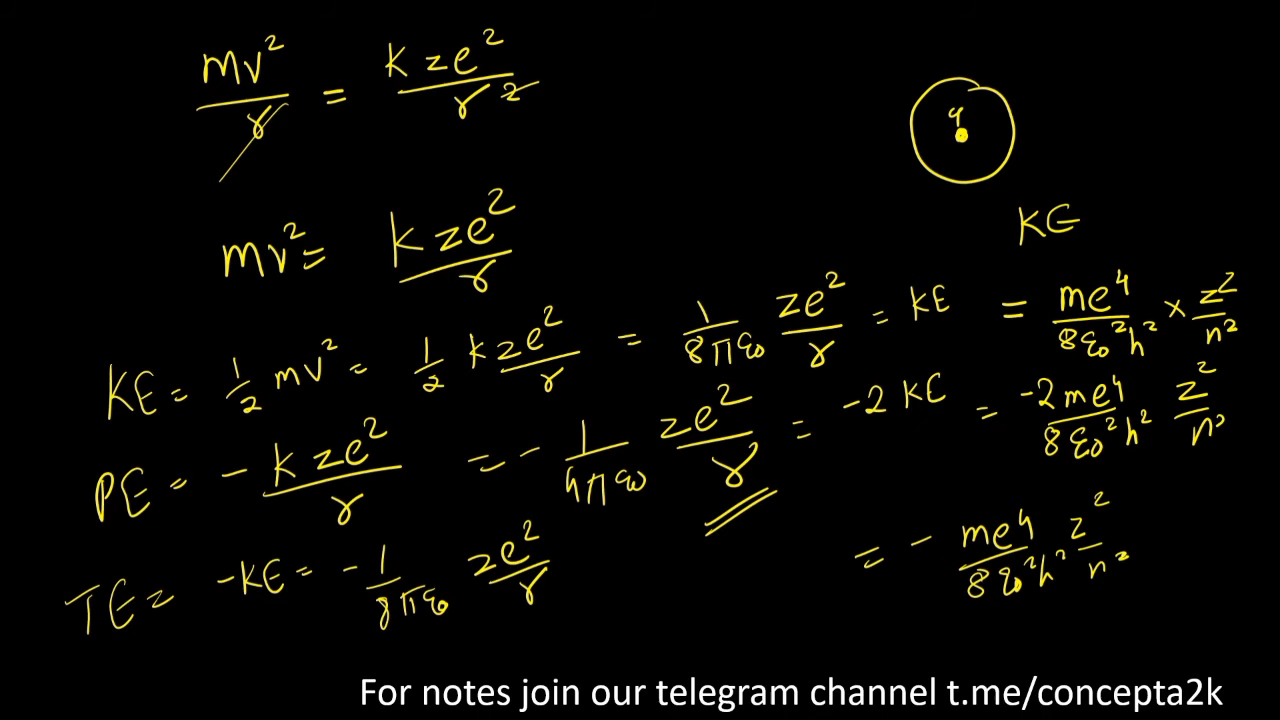 mv²/r = kze²/r²
q
mv² = kze²/r
KE
KE = 1/2 mv² = 1/2 kze²/r = 1/8πε₀ ze²/r = KE = me⁴/8ε₀²h² × z²/n²
PE = - kze²/r = - 1/4πε₀ ze²/r = -2KE = -2me⁴/8ε₀²h² z²/n²
TE = -KE = - 1/8πε₀ ze²/r = - me⁴/8ε₀²h² z²/n²
For notes join our telegram channel t.me/concepta2k